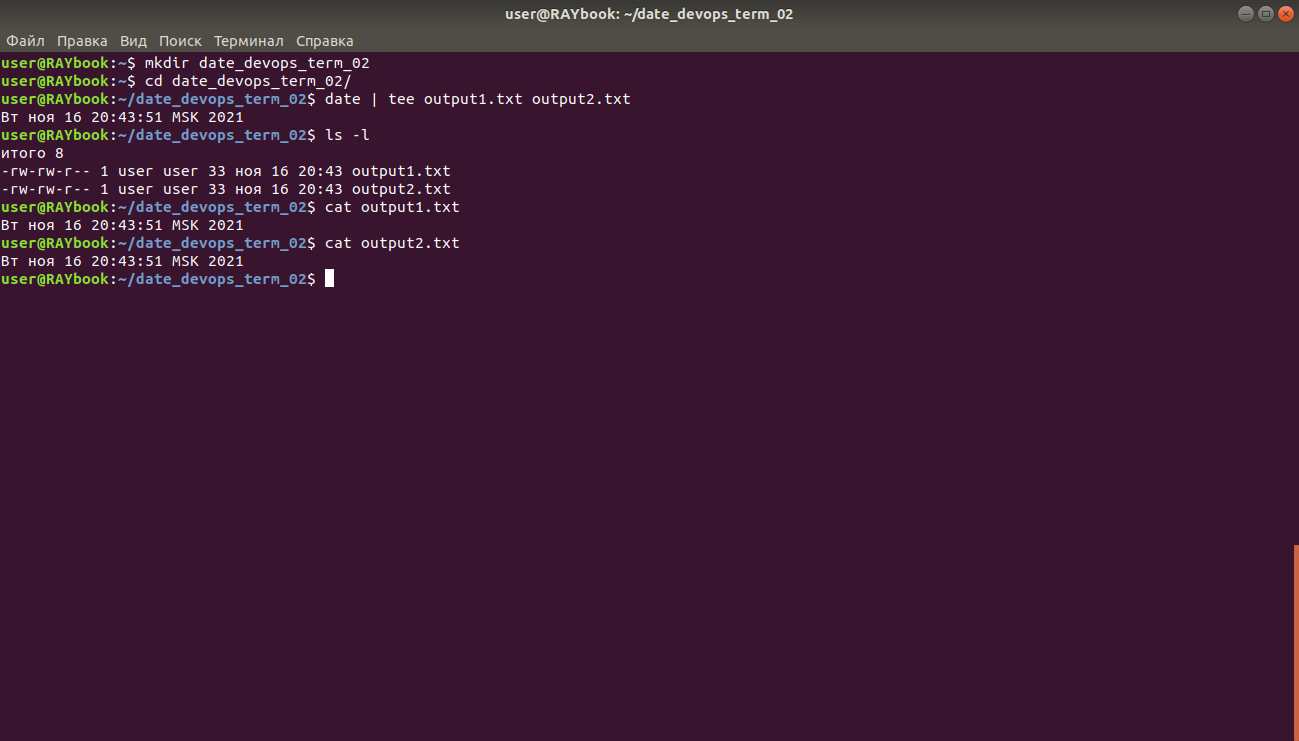 user@RAYbook: ~/date_devops_term_02
Файл Правка Вид Поиск Терминал Справка
user@RAYbook:~$ mkdir date_devops_term_02
user@RAYbook:~$ cd date_devops_term_02/
user@RAYbook:~/date_devops_term_02$ date | tee output1.txt output2.txt
Вт ноя 16 20:43:51 MSK 2021
user@RAYbook:~/date_devops_term_02$ ls -l
итого 8
-rw-rw-r-- 1 user user 33 ноя 16 20:43 output1.txt
-rw-rw-r-- 1 user user 33 ноя 16 20:43 output2.txt
user@RAYbook:~/date_devops_term_02$ cat output1.txt
Вт ноя 16 20:43:51 MSK 2021
user@RAYbook:~/date_devops_term_02$ cat output2.txt
Вт ноя 16 20:43:51 MSK 2021
user@RAYbook:~/date_devops_term_02$